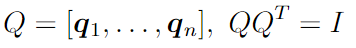 Q = [q₁, . . . , qₙ], QQᵀ = I